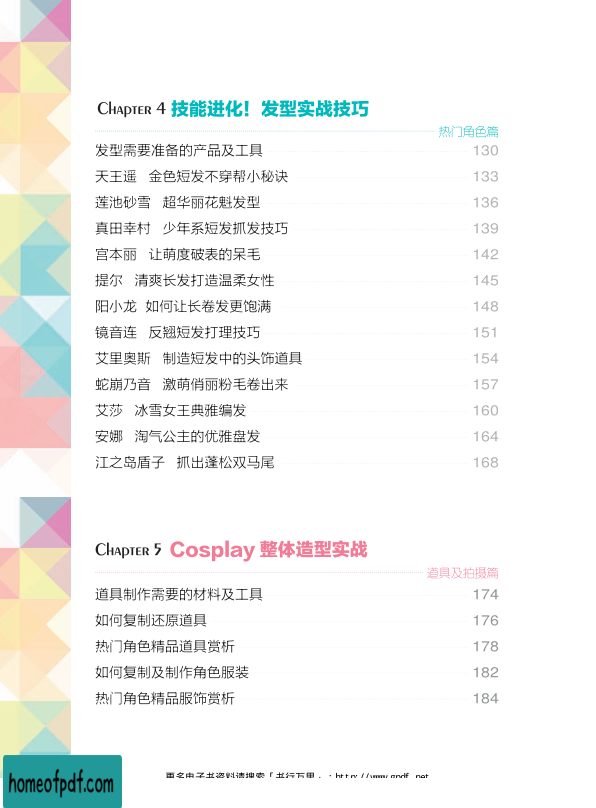 CHAPTER 4 技能进化！发型实战技巧
热门角色篇
发型需要准备的产品及工具 130
天王遥 金色短发不穿帮小秘诀 133
莲池砂雪 超华丽花魁发型 136
真田幸村 少年系短发抓发技巧 139
宫本丽 让萌度破表的呆毛 142
提尔 清爽长发打造温柔女性 145
阳小龙 如何让长卷发更饱满 148
镜音连 反翘短发打理技巧 151
艾里奥斯 制造短发中的头饰道具 154
蛇崩乃音 激萌俏丽粉毛卷出来 157
艾莎 冰雪女王典雅编发 160
安娜 淘气公主的优雅盘发 164
江之岛盾子 抓出蓬松双马尾 168
CHAPTER 5 Cosplay 整体造型实战
道具及拍摄篇
道具制作需要的材料及工具 174
如何复制还原道具 176
热门角色精品道具赏析 178
如何复制及制作角色服装 182
热门角色精品服饰赏析 184
homeofpdf.com
更多电子书资料请搜索「书行万里」：http://www.gpdf.net